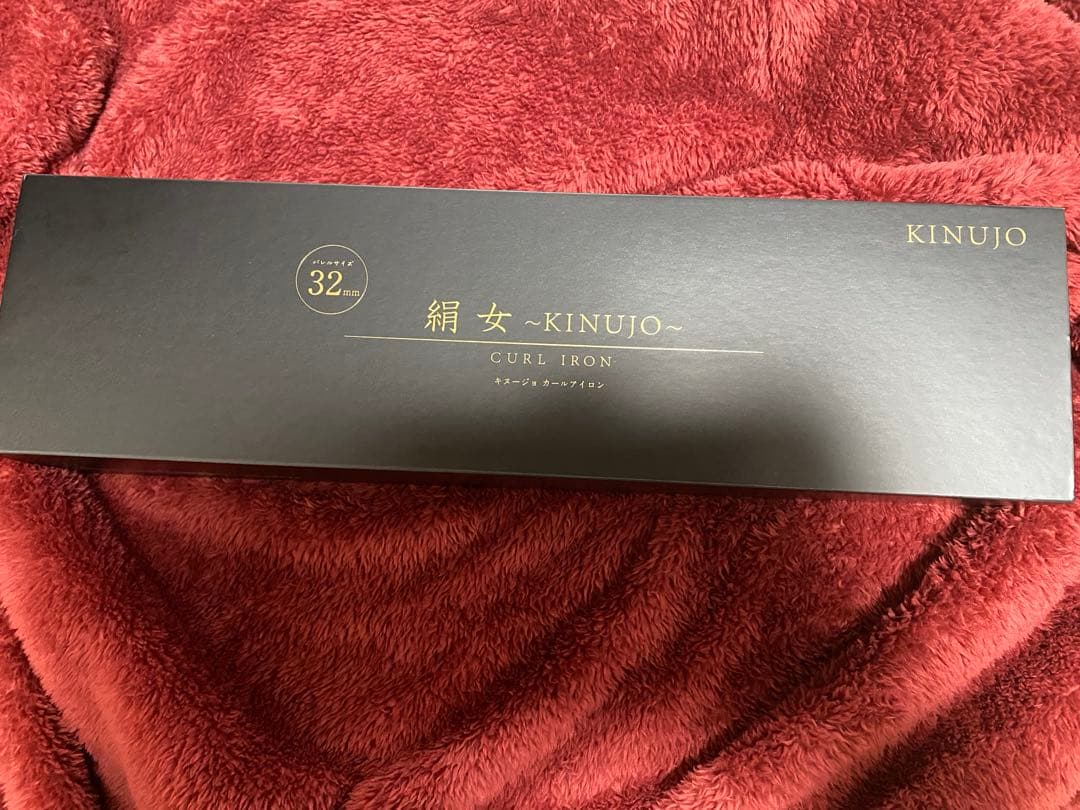 KINUJO
バレルサイズ
32mm
絹女 ~KINUJO~
CURL IRON
キヌージョ カールアイロン